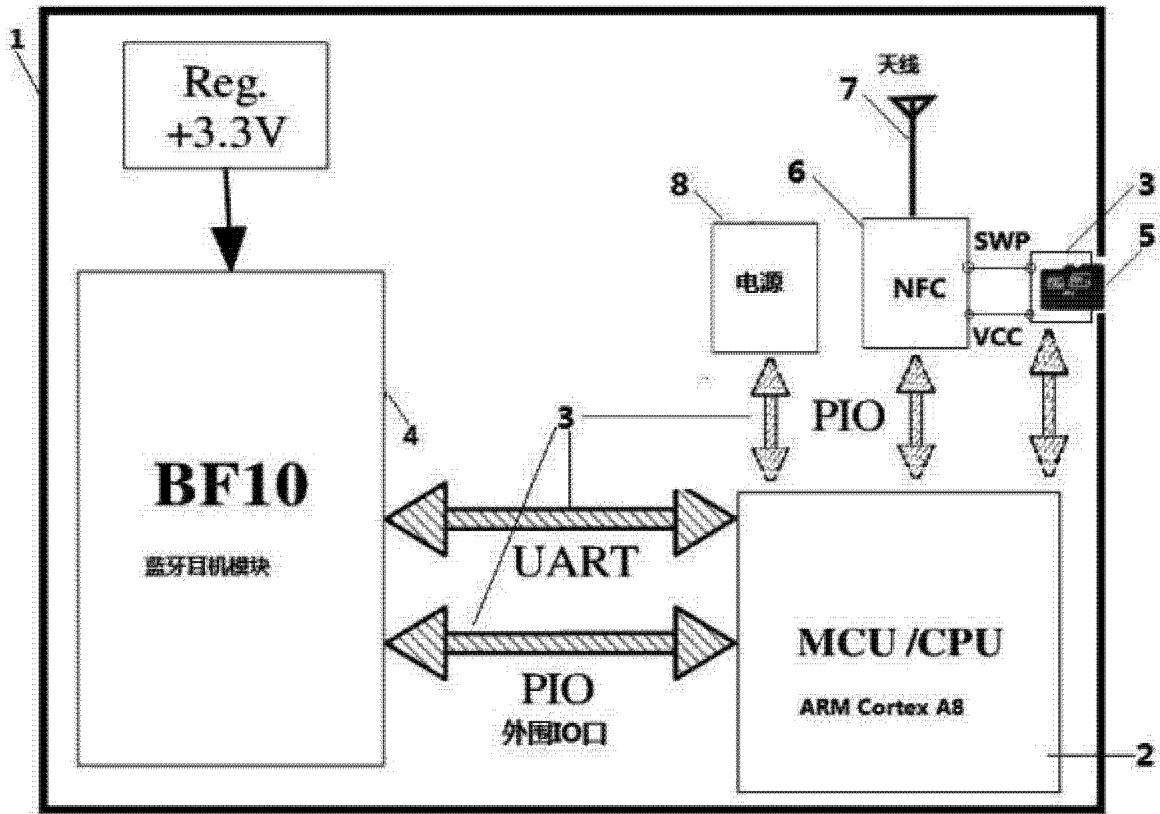 1
Reg.
+3.3V
天线
7
8
6
3
SWP
5
电源
NFC
VCC
3
PIO
4
BF10
蓝牙目机模块
UART
MCU /CPU
PIO
ARM Cortex A8
外围IO口
2